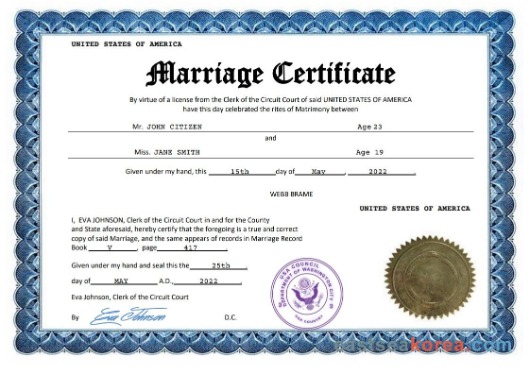 UNITED STATES OF AMERICA
Marriage Certificate
By virtue of a license from the Clerk of the Circuit Court of said UNITED STATES OF AMERICA
have this day celebrated the rites of Matrimony between
Mr. JOHN CITIZEN Age 23
and
Miss. JANE SMITH Age 19
Given under my hand, this 15th day of May, 2022.
WEBB BRAME
UNITED STATES OF AMERICA
I, EVA JOHNSON, Clerk of the Circuit Court in and for the County
and State aforesaid, hereby certify that the foregoing is a true and correct
copy of said Marriage, and the same appears of records in Marriage Record
Book V, page 417.
Given under my hand and seal this the 25th
day of MAY A.D., 2022.
Eva Johnson, Clerk of the Circuit Court
By Eva Johnson D.C.
USA COUNCIL
DEPARTMENT OF WASHINGTON CITY IN
eastseakorea.com